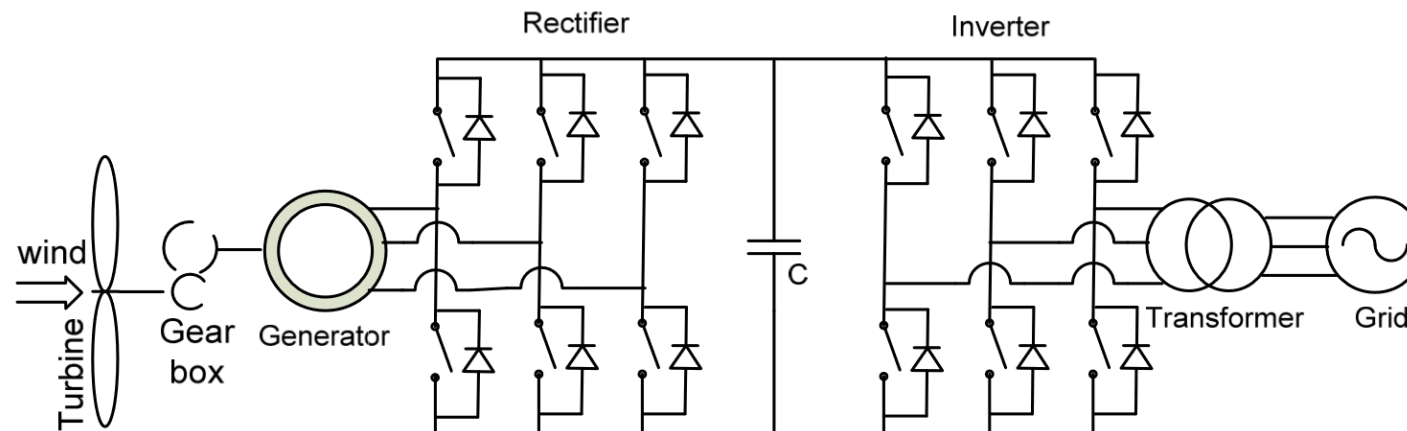 Rectifier
Inverter
wind
Turbine
Gear
box
Generator
C
Transformer
Grid